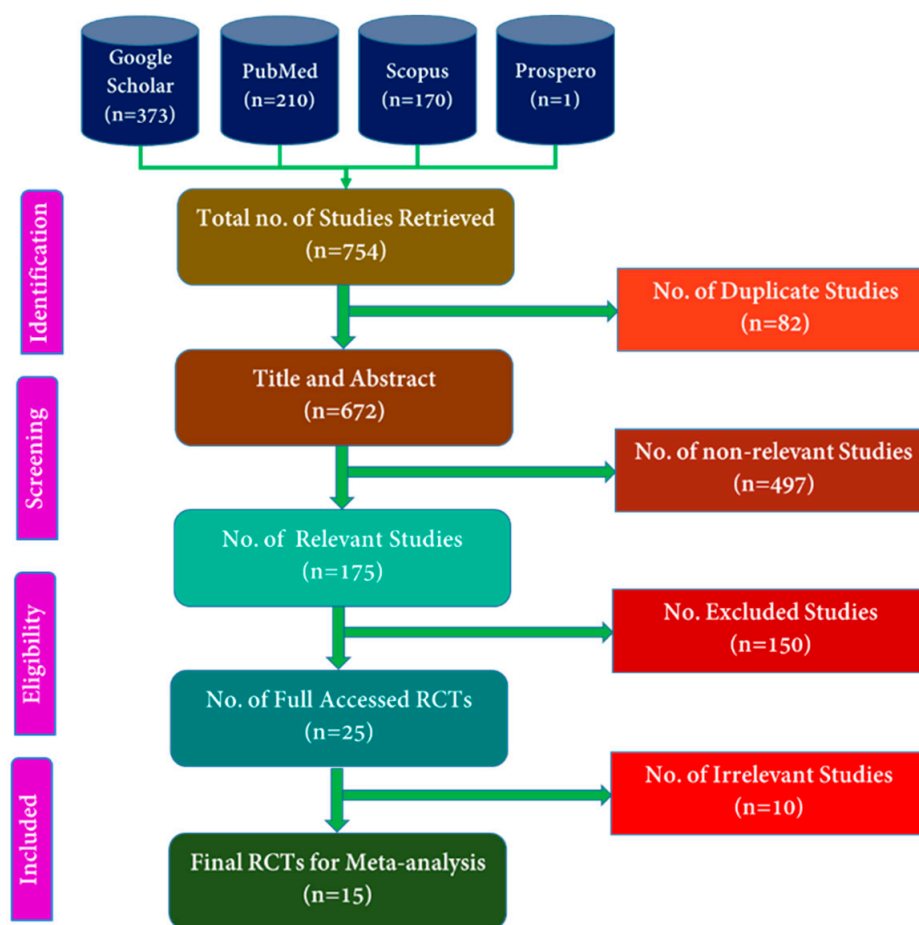 Google
Scholar
(n=373)
PubMed
(n=210)
Scopus
(n=170)
Prospero
(n=1)
Identification
Total no. of Studies Retrieved
(n=754)
No. of Duplicate Studies
(n=82)
Screening
Title and Abstract
(n=672)
No. of non-relevant Studies
(n=497)
No. of Relevant Studies
(n=175)
Eligibility
No. Excluded Studies
(n=150)
No. of Full Accessed RCTs
(n=25)
Included
No. of Irrelevant Studies
(n=10)
Final RCTs for Meta-analysis
(n=15)